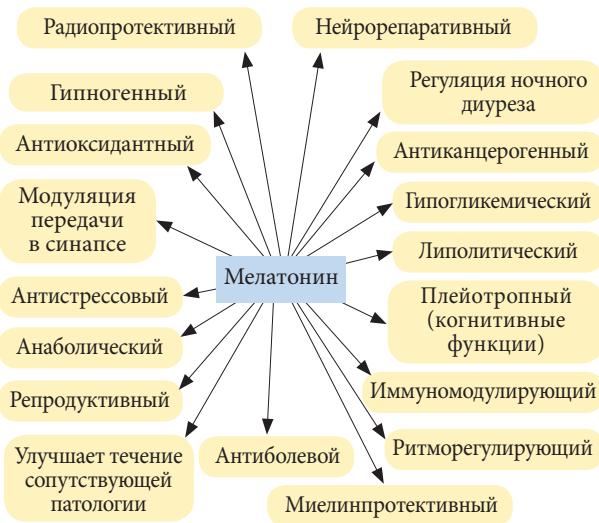 Радиопротективный
Нейрорепаративный
Гипногенный
Регуляция ночного
диуреза
Антиоксидантный
Антиканцерогенный
Модуляция
передачи
в синапсе
Гипогликемический
Липолитический
Мелатонин
Антистрессовый
Плейотропный
(когнитивные
функции)
Анаболический
Репродуктивный
Иммуномодулирующий
Улучшает течение
сопутствующей
патологии
Антиболевой
Ритморегулирующий
Миелинпротективный